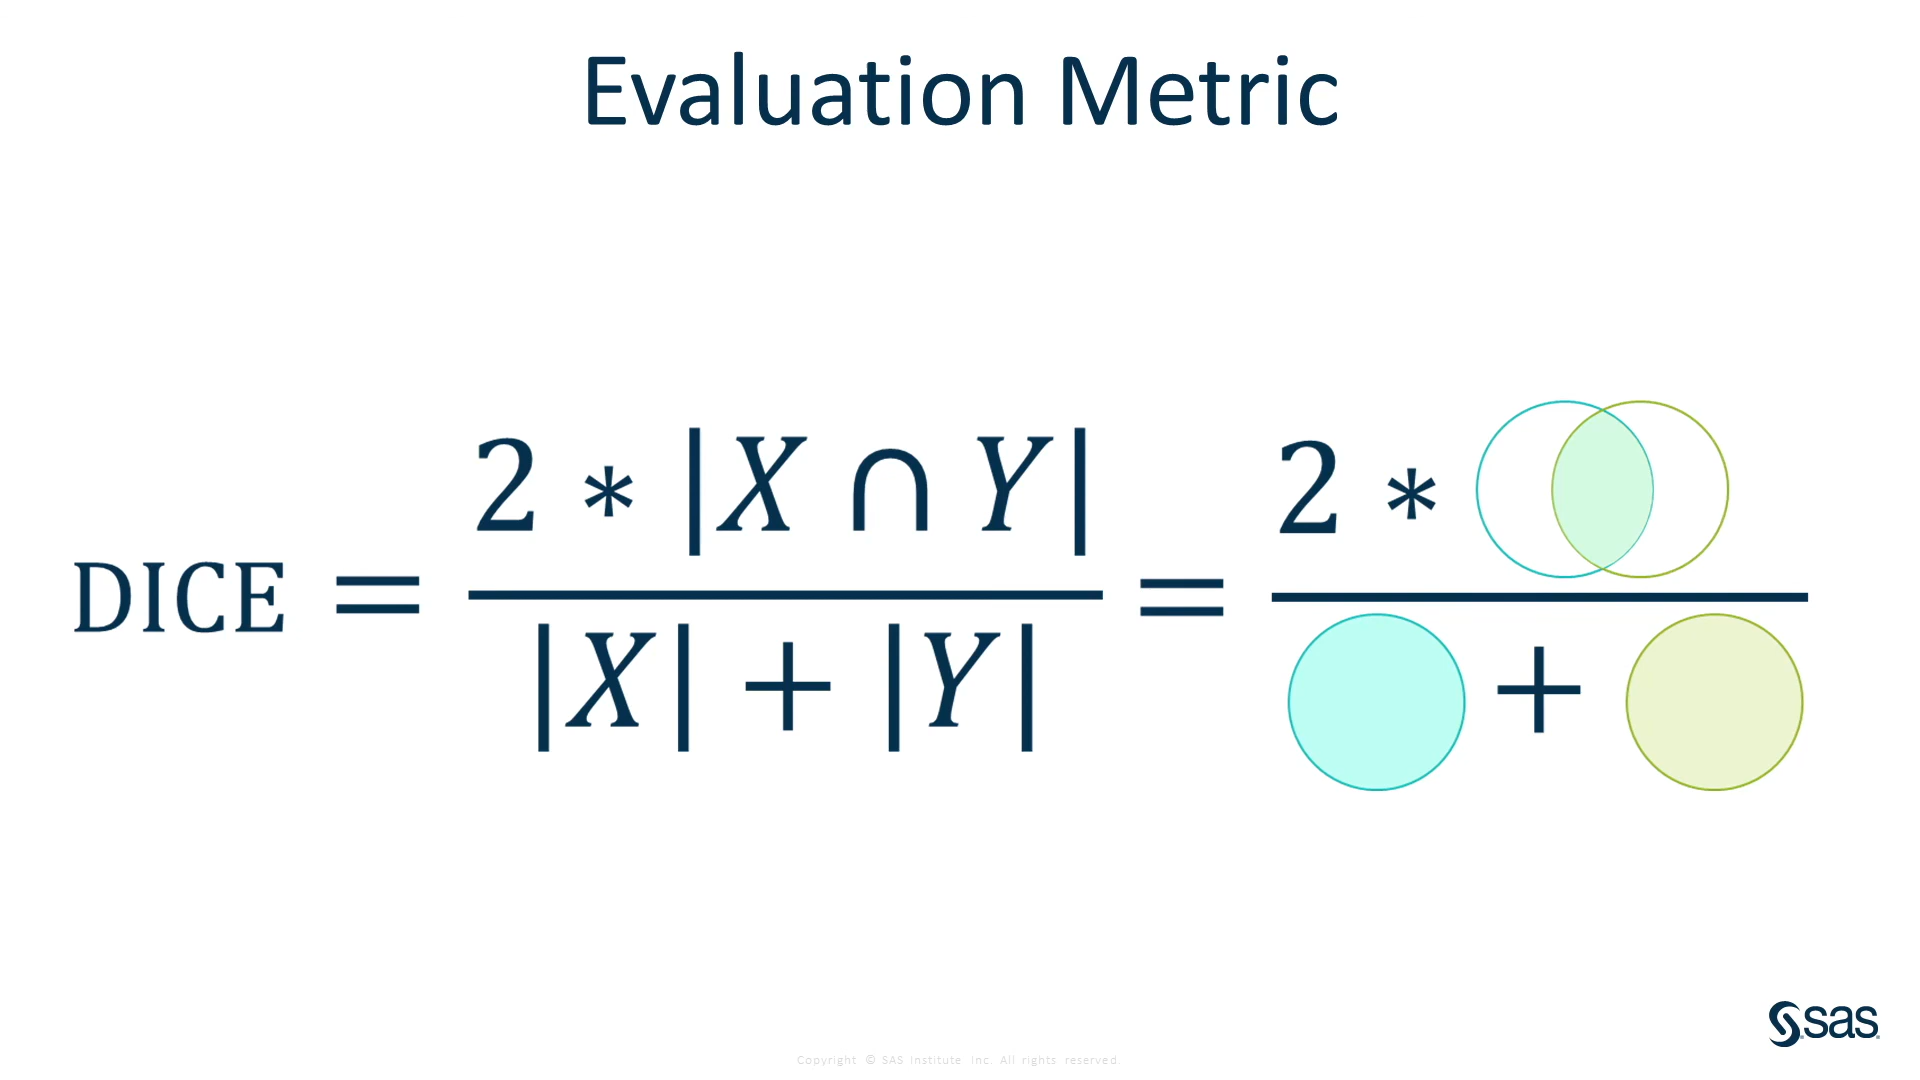 Evaluation Metric
DICE = 2 * |X ∩ Y| / |X| + |Y| = 2 * / +
sas
Copyright © SAS Institute Inc. All rights reserved.